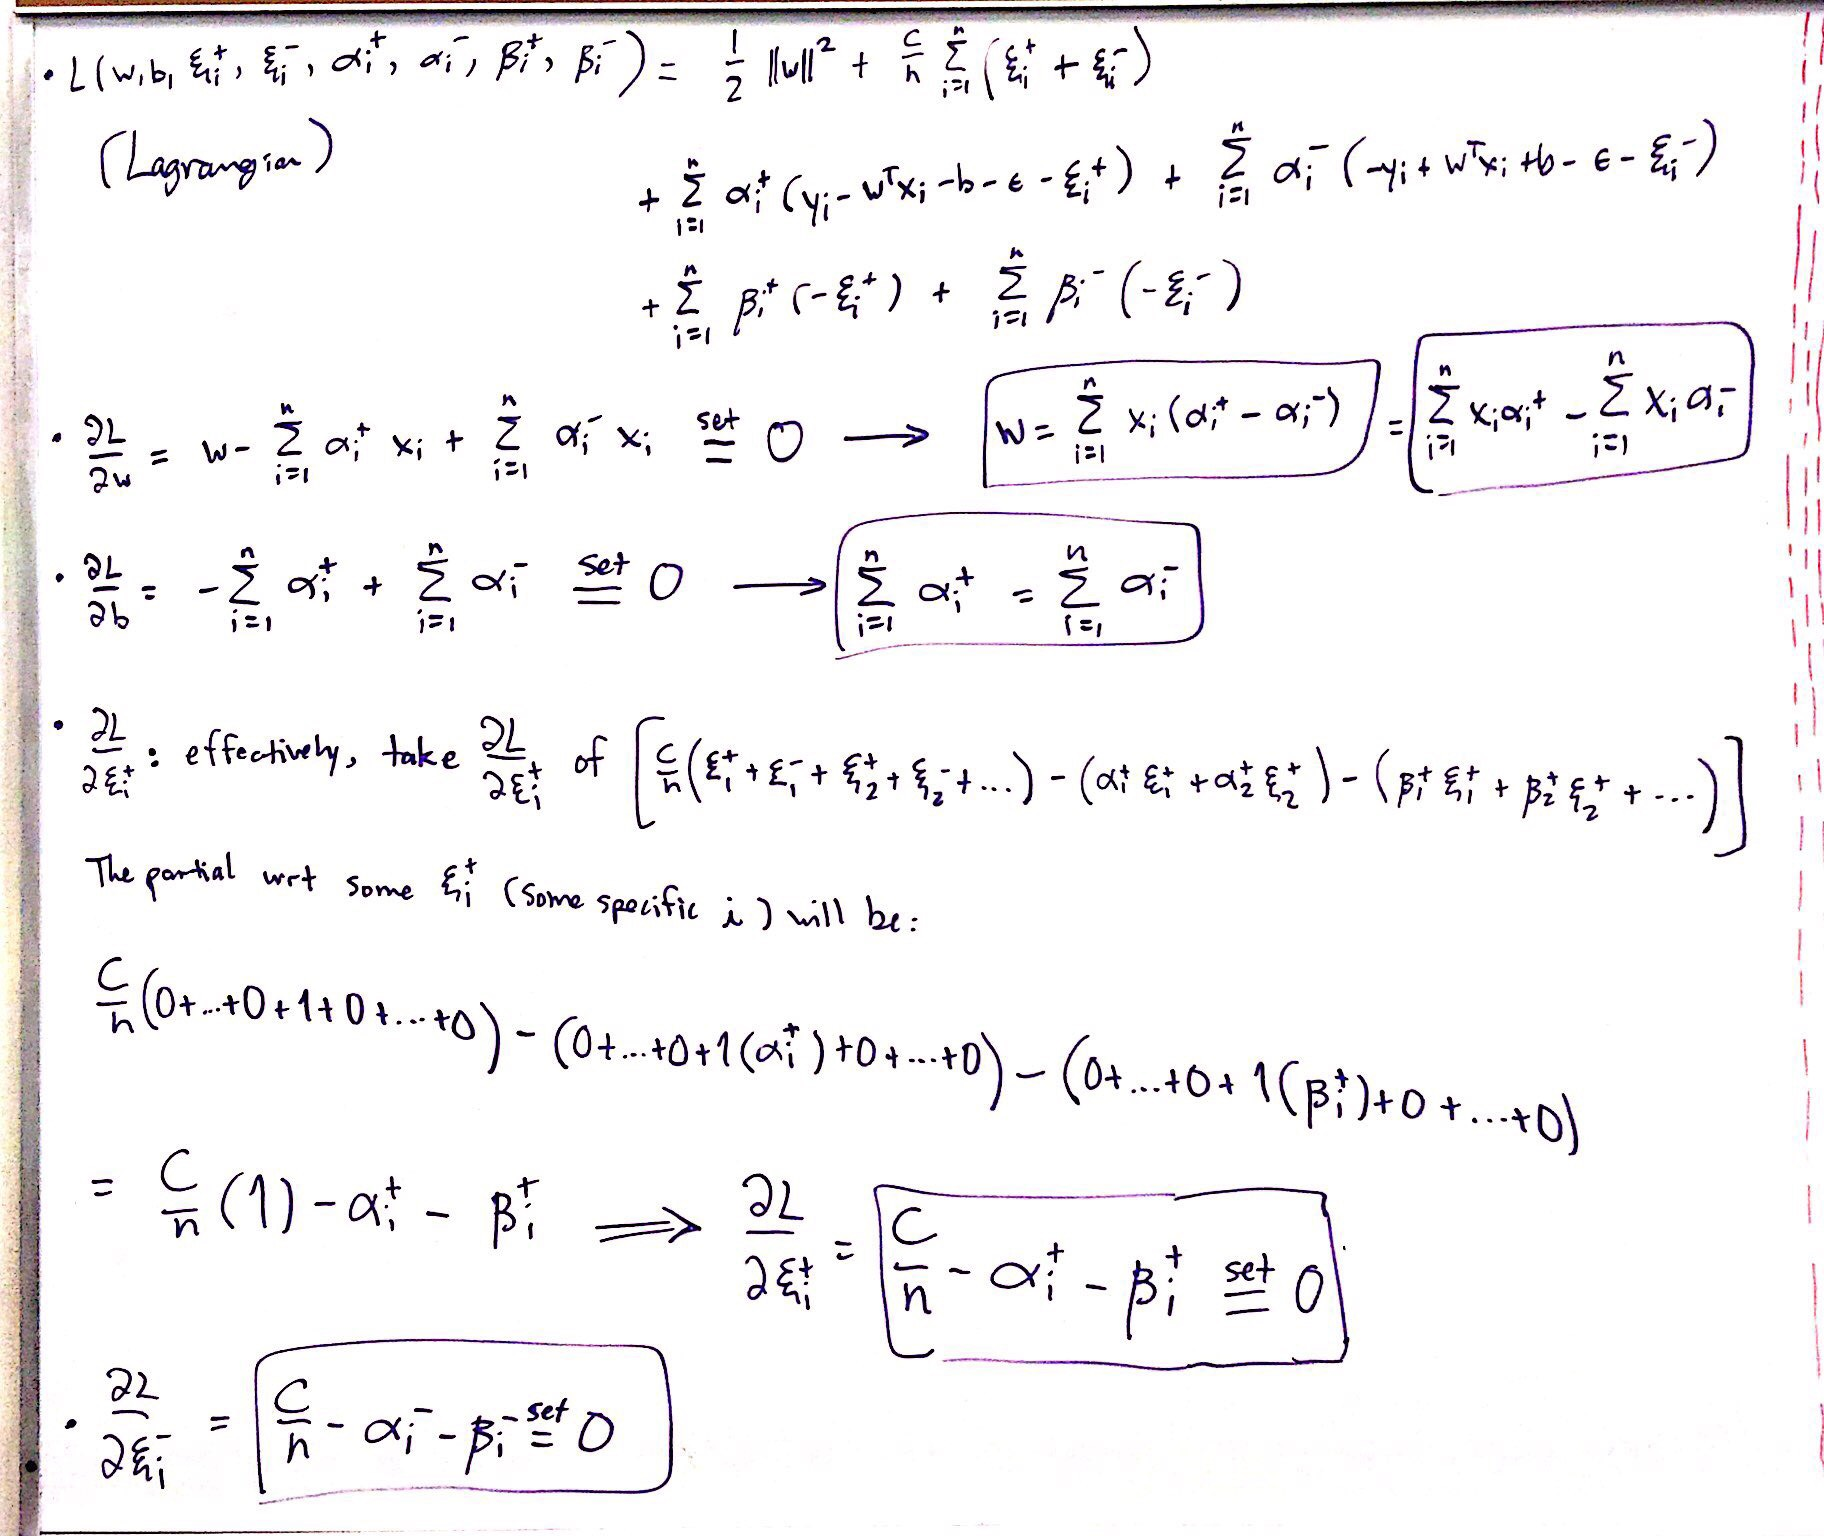 • L(w, b, ξᵢ⁺, ξᵢ⁻, αᵢ⁺, αᵢ⁻, βᵢ⁺, βᵢ⁻) = 1/2 ||w||² + C/n Σᵢ₌₁ⁿ (ξᵢ⁺ + ξᵢ⁻)
(Lagrangian)
+ Σᵢ₌₁ⁿ αᵢ⁺ (yᵢ - wᵀxᵢ - b - ϵ - ξᵢ⁺) + Σᵢ₌₁ⁿ αᵢ⁻ (-yᵢ + wᵀxᵢ + b - ϵ - ξᵢ⁻)
+ Σᵢ₌₁ⁿ βᵢ⁺ (-ξᵢ⁺) + Σᵢ₌₁ⁿ βᵢ⁻ (-ξᵢ⁻)
• ∂L/∂w = w - Σᵢ₌₁ⁿ αᵢ⁺ xᵢ + Σᵢ₌₁ⁿ αᵢ⁻ xᵢ set= 0 → w = Σᵢ₌₁ⁿ xᵢ (αᵢ⁺ - αᵢ⁻) = Σᵢ₌₁ⁿ xᵢαᵢ⁺ - Σᵢ₌₁ⁿ xᵢαᵢ⁻
• ∂L/∂b = - Σᵢ₌₁ⁿ αᵢ⁺ + Σᵢ₌₁ⁿ αᵢ⁻ set= 0 → Σᵢ₌₁ⁿ αᵢ⁺ = Σᵢ₌₁ⁿ αᵢ⁻
• ∂L/∂ξᵢ⁺ : effectively, take ∂L/∂ξᵢ⁺ of [C/n (ξ₁⁺ + ξ₁⁻ + ξ₂⁺ + ξ₂⁻ + ...) - (α₁⁺ ξ₁⁺ + α₂⁺ ξ₂⁺) - (β₁⁺ ξ₁⁺ + β₂⁺ ξ₂⁺ + ...)]
The partial wrt some ξᵢ⁺ (some specific i) will be:
C/n (0+...+0+1+0+...+0) - (0+...+0+1(αᵢ⁺)+0+...+0) - (0+...+0+1(βᵢ⁺)+0+...+0)
= C/n (1) - αᵢ⁺ - βᵢ⁺ ⟹ ∂L/∂ξᵢ⁺ = C/n - αᵢ⁺ - βᵢ⁺ set= 0
• ∂L/∂ξᵢ⁻ = C/n - αᵢ⁻ - βᵢ⁻ set= 0